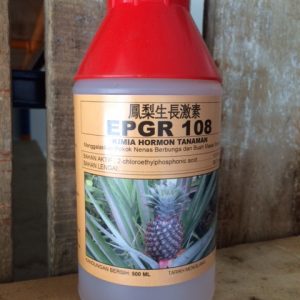 鳳梨生長激素
EPGR 108
KIMIA HORMON TANAMAN
Menggalakkan Pokok Nenas Berbunga dan Buah Masak
BAHAN AKTIF: 2-chloroethylphosphonic acid
BAHAN LENGAI:
KANDUNGAN BERSIH: 500 ML